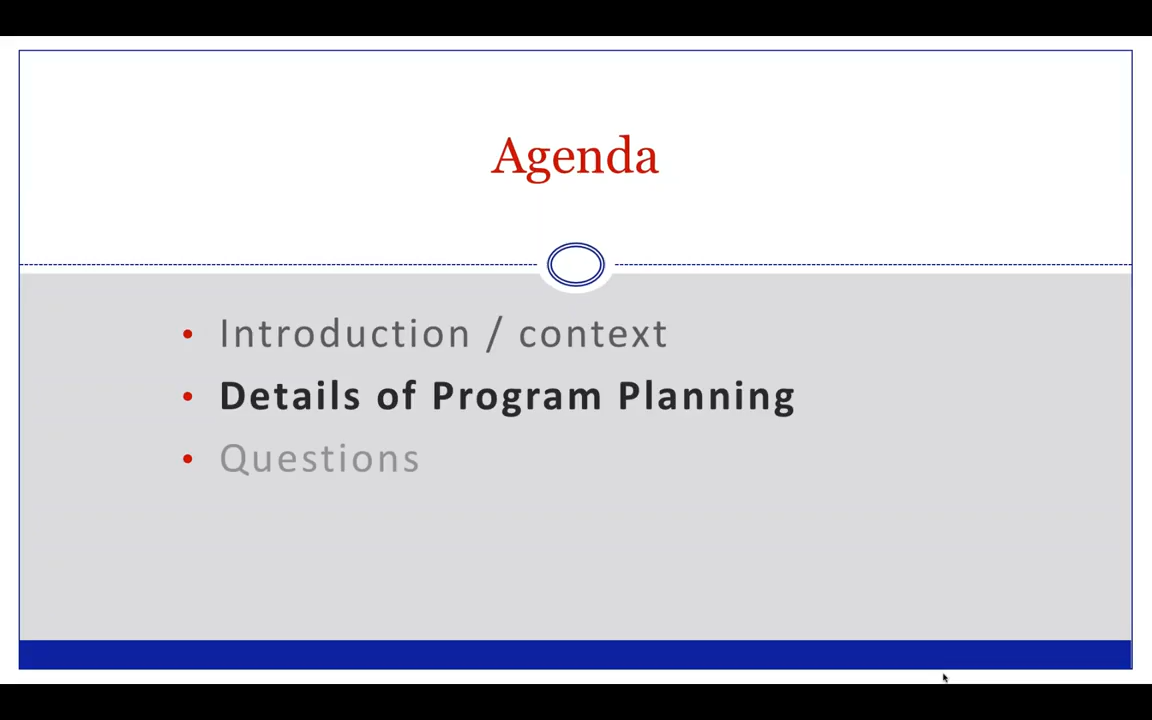 Agenda
• Introduction / context
• Details of Program Planning
• Questions